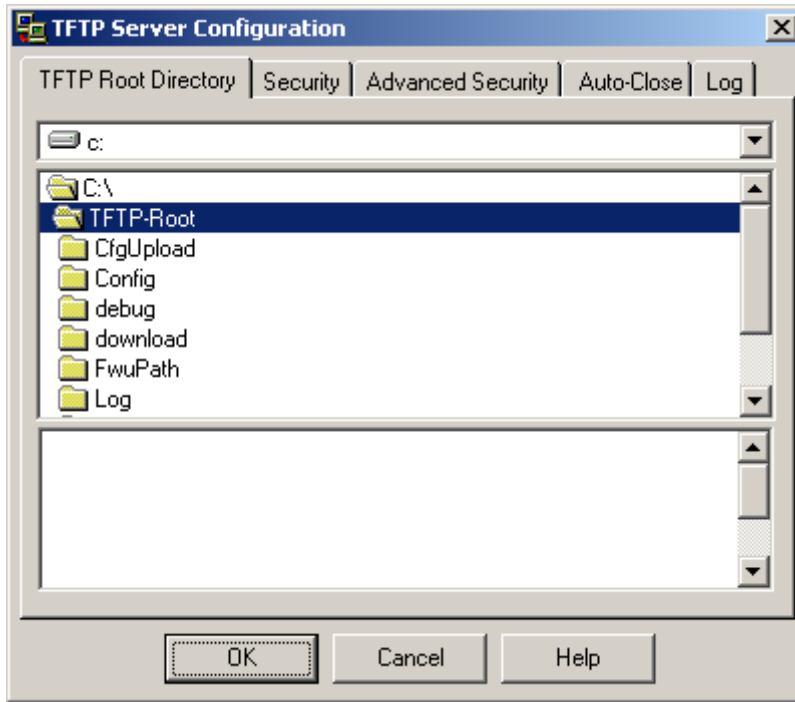 TFTP Server Configuration
TFTP Root Directory Security Advanced Security Auto-Close Log
c:
C:\
TFTP-Root
CfgUpload
Config
debug
download
FwuPath
Log
OK Cancel Help